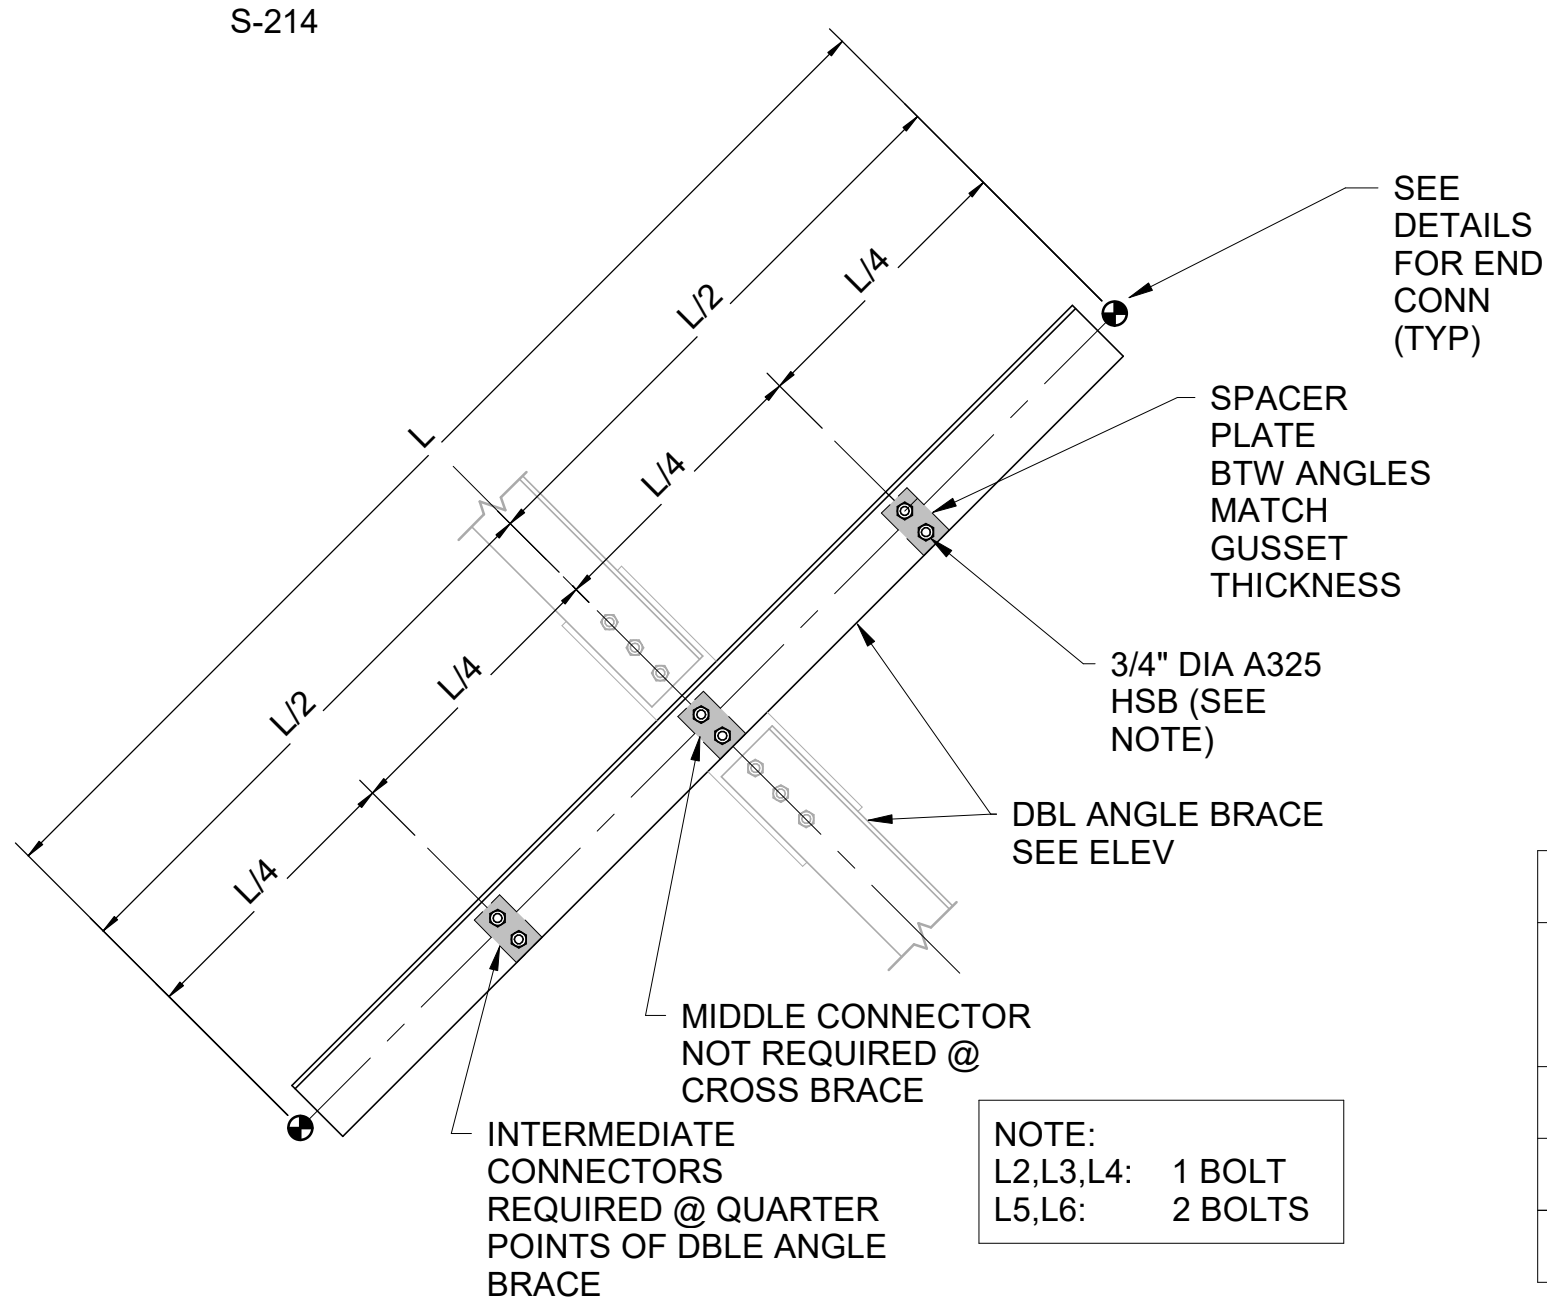 S-214
L
L/2
L/4
L/4
L/2
L/4
L/4
SEE
DETAILS
FOR END
CONN
(TYP)
SPACER
PLATE
BTW ANGLES
MATCH
GUSSET
THICKNESS
3/4" DIA A325
HSB (SEE
NOTE)
DBL ANGLE BRACE
SEE ELEV
MIDDLE CONNECTOR
NOT REQUIRED @
CROSS BRACE
INTERMEDIATE
CONNECTORS
REQUIRED @ QUARTER
POINTS OF DBLE ANGLE
BRACE
NOTE:
L2,L3,L4: 1 BOLT
L5,L6: 2 BOLTS